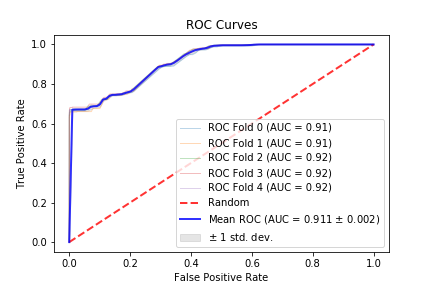 ROC Curves
True Positive Rate
1.0
0.8
0.6
0.4
0.2
0.0
ROC Fold 0 (AUC = 0.91)
ROC Fold 1 (AUC = 0.91)
ROC Fold 2 (AUC = 0.92)
ROC Fold 3 (AUC = 0.92)
ROC Fold 4 (AUC = 0.92)
Random
Mean ROC (AUC = 0.911 ± 0.002)
± 1 std. dev.
0.0 0.2 0.4 0.6 0.8 1.0
False Positive Rate